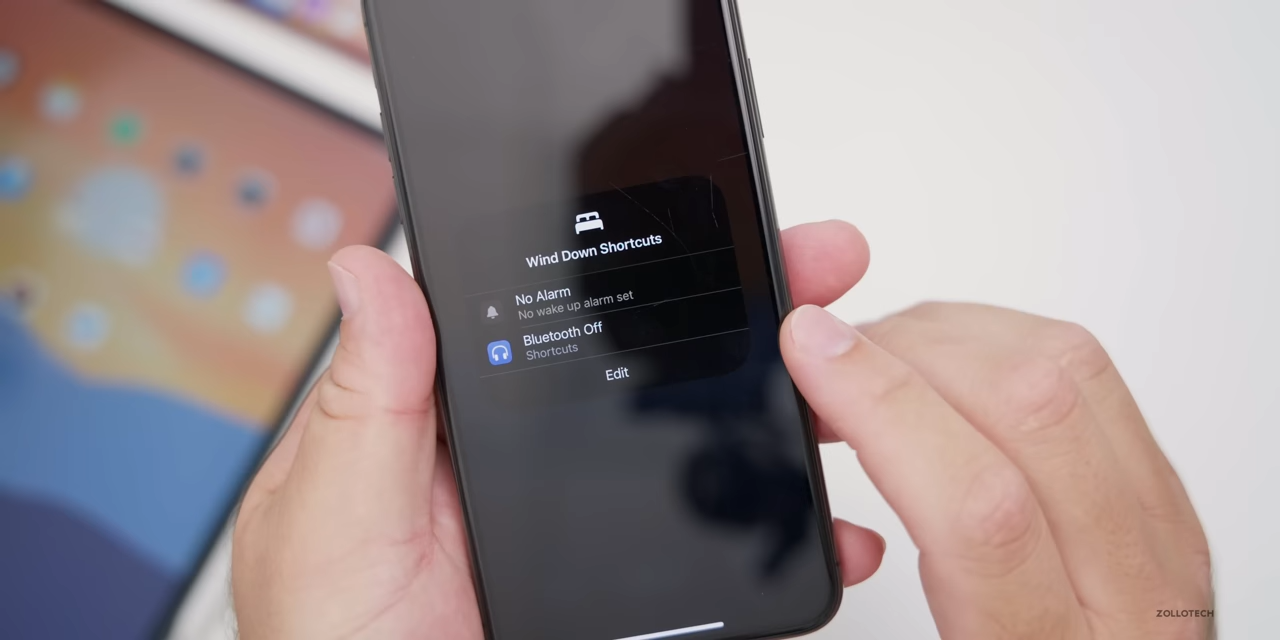 Wind Down Shortcuts
No Alarm
No wake up alarm set
Bluetooth Off
Shortcuts
Edit
ZOLLOTECH